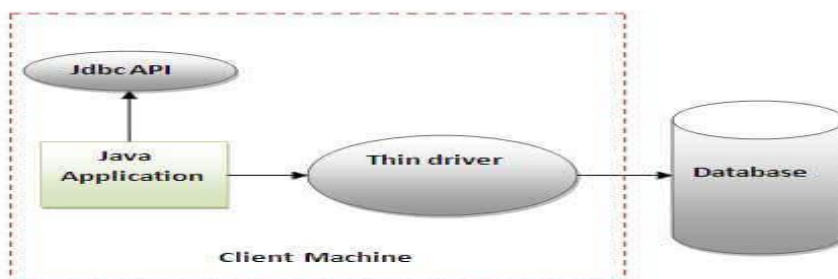 Jdbc API
Java
Application
Thin driver
Database
Client Machine